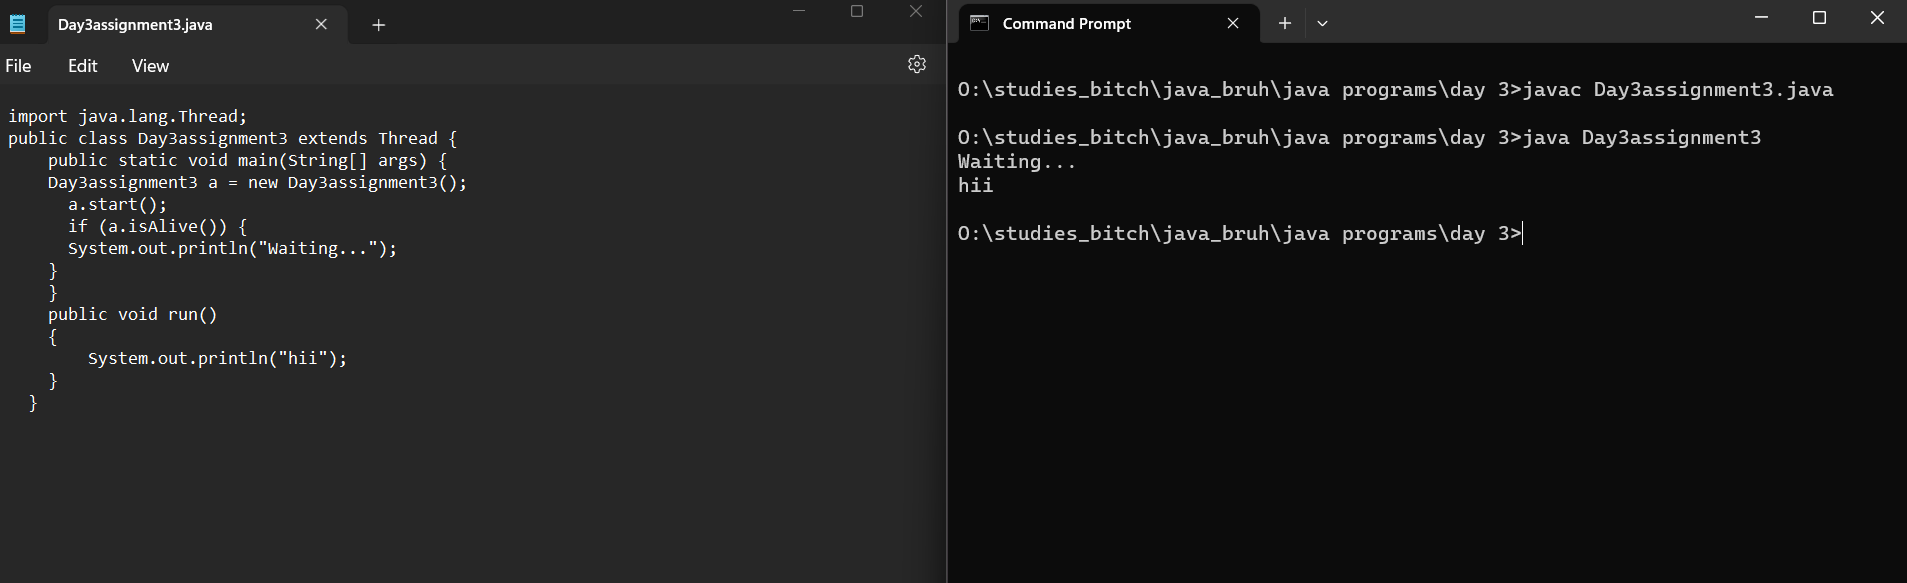 Day3assignment3.java
File Edit View
import java.lang.Thread;
public class Day3assignment3 extends Thread {
    public static void main(String[] args) {
    Day3assignment3 a = new Day3assignment3();
      a.start();
      if (a.isAlive()) {
      System.out.println("Waiting...");
    }
    }
    public void run()
    {
        System.out.println("hii");
    }
  }
Command Prompt
O:\studies_bitch\java_bruh\java programs\day 3>javac Day3assignment3.java
O:\studies_bitch\java_bruh\java programs\day 3>java Day3assignment3
Waiting...
hii
O:\studies_bitch\java_bruh\java programs\day 3>